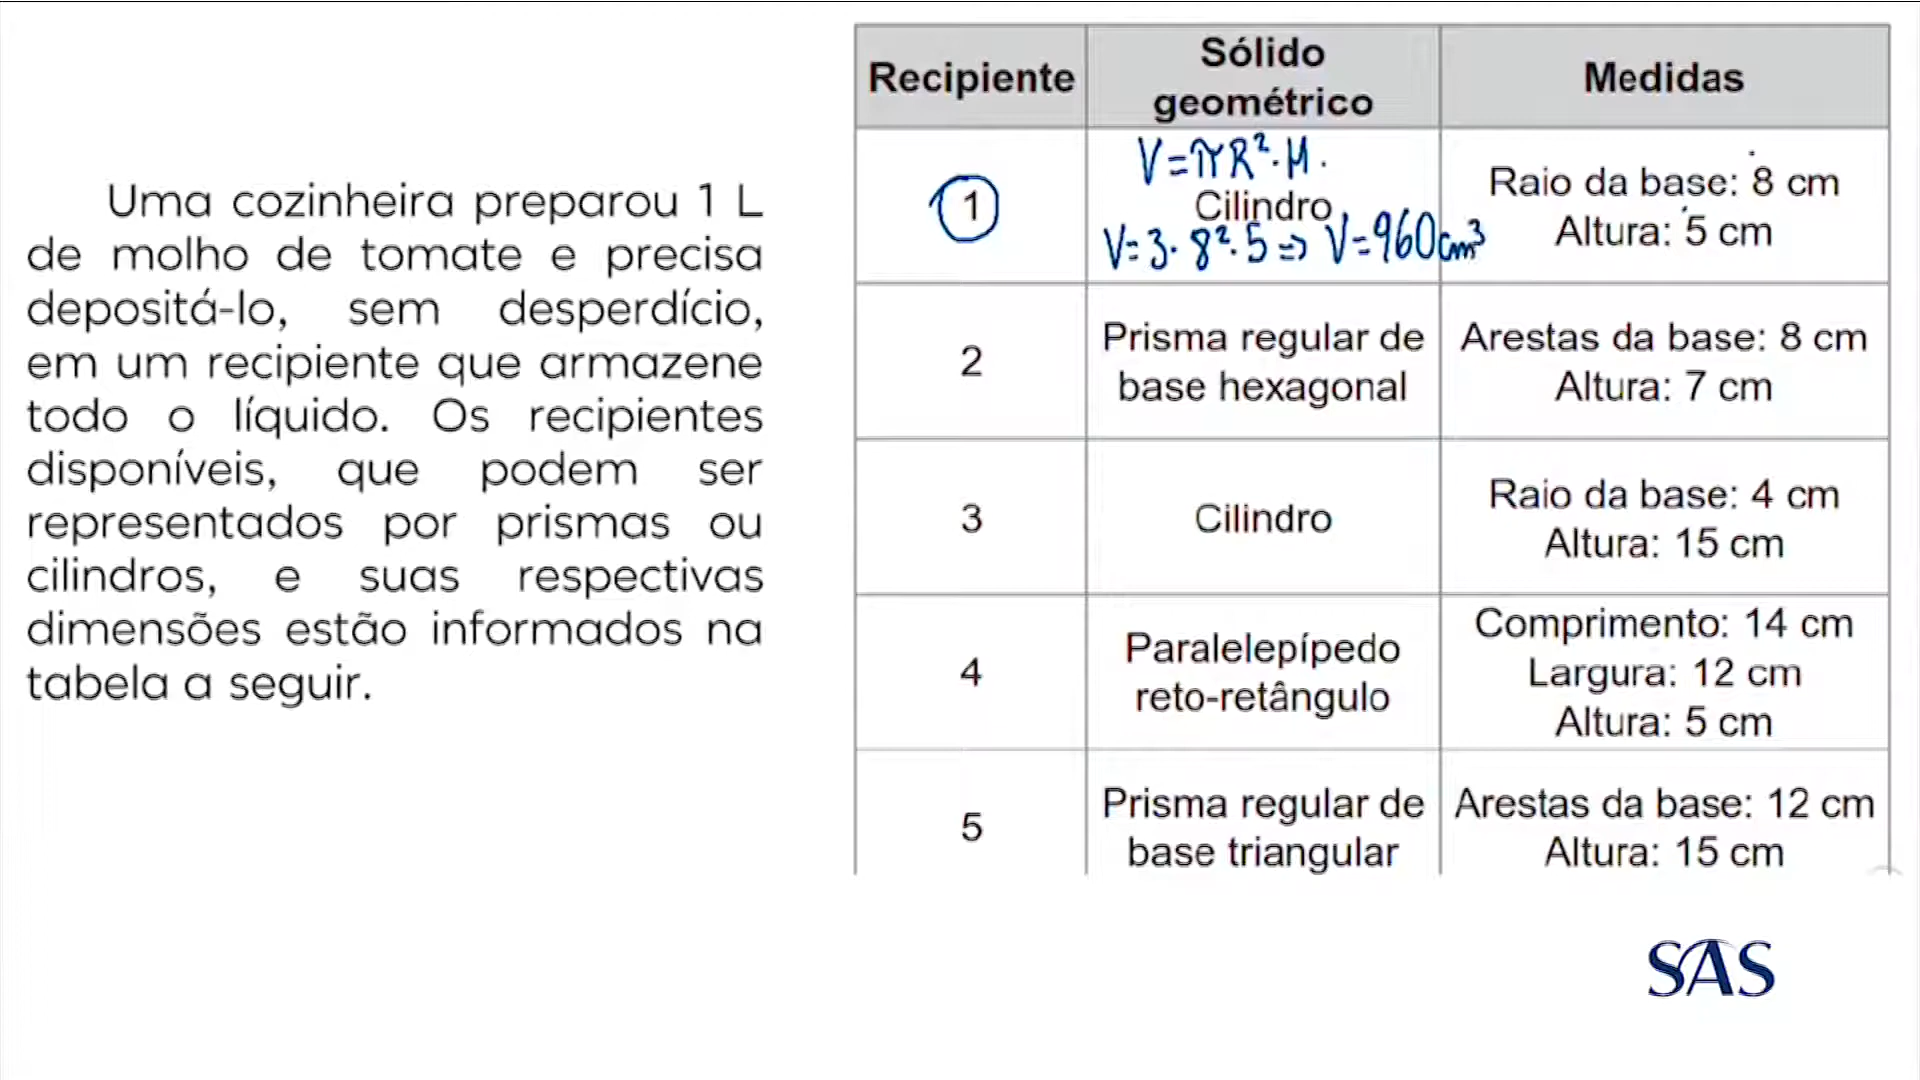 Uma cozinheira preparou 1 L
de molho de tomate e precisa
depositá-lo, sem desperdício,
em um recipiente que armazene
todo o líquido. Os recipientes
disponíveis, que podem ser
representados por prismas ou
cilindros, e suas respectivas
dimensões estão informados na
tabela a seguir.
Recipiente
Sólido
geométrico
Medidas
1
V=πR².H.
Cilindro
V=3.8².5⇒V=960cm³
Raio da base: 8 cm
Altura: 5 cm
2
Prisma regular de
base hexagonal
Arestas da base: 8 cm
Altura: 7 cm
3
Cilindro
Raio da base: 4 cm
Altura: 15 cm
4
Paralelepípedo
reto-retângulo
Comprimento: 14 cm
Largura: 12 cm
Altura: 5 cm
5
Prisma regular de
base triangular
Arestas da base: 12 cm
Altura: 15 cm
SAS